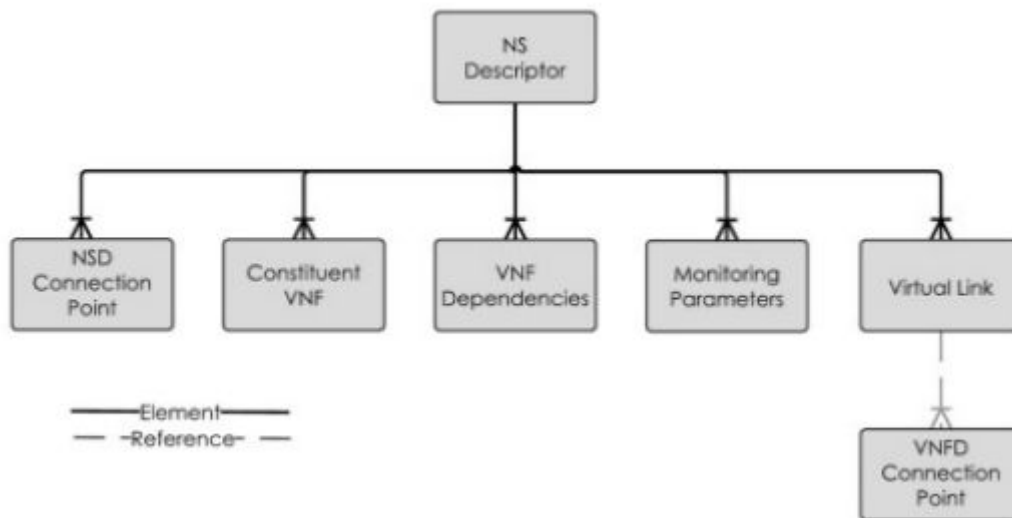 NS
Descriptor
NSD
Connection
Point
Constituent
VNF
VNF
Dependencies
Monitoring
Parameters
Virtual Link
Element
Reference
VNFD
Connection
Point